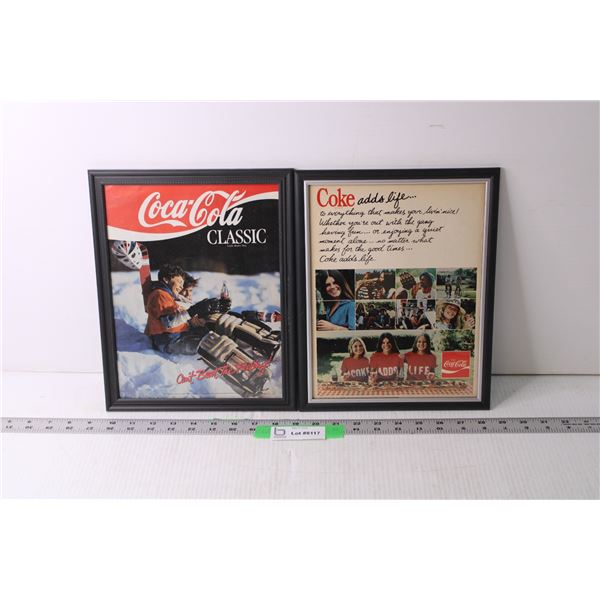 Coca-Cola
CLASSIC
Can't Beat The Feeling!
Coke adds life...
to everything that makes your livin' nice!
Whether you're out with the gang
having fun... or enjoying a quiet
moment alone... no matter what
makes for the good times...
Coke adds life.
COKE ADDS LIFE
Coca-Cola
Lot #6117